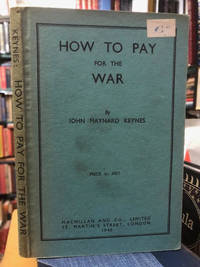 HOW TO PAY
FOR THE
WAR
By
JOHN MAYNARD KEYNES
MACMILLAN AND CO., LIMITED
ST. MARTIN'S STREET, LONDON
1940
KEYNES:
HOW TO PAY FOR THE WAR